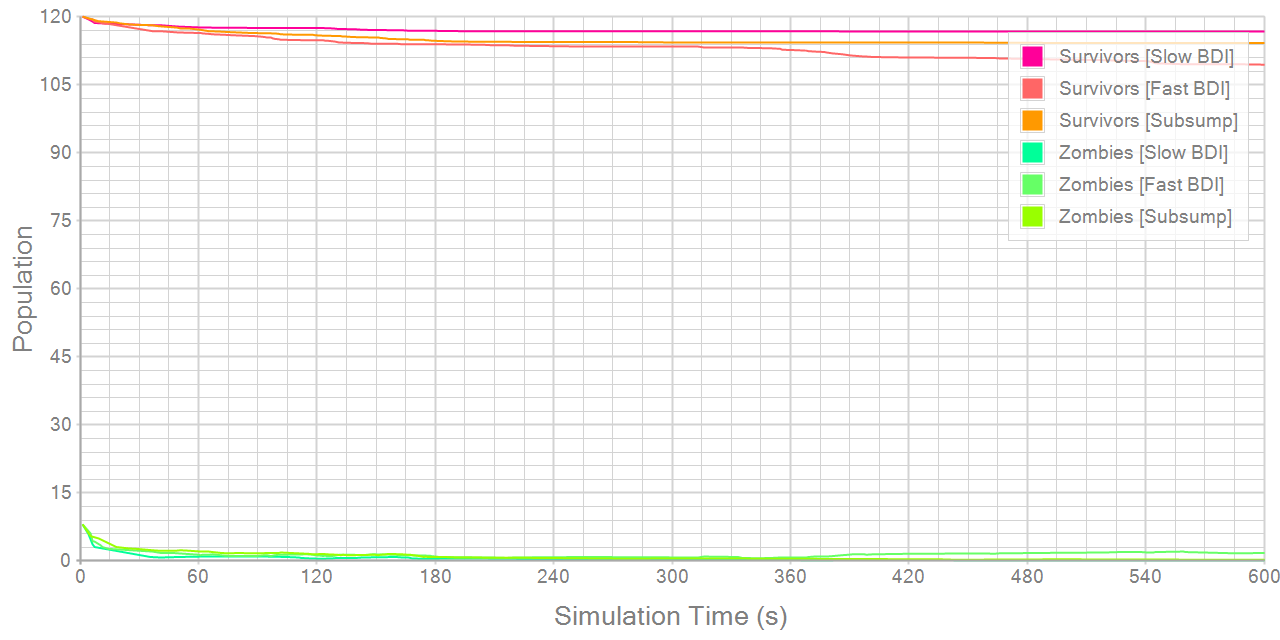 120
105
90
75
60
45
30
15
0
Population
0 60 120 180 240 300 360 420 480 540 600
Simulation Time (s)
Survivors [Slow BDI]
Survivors [Fast BDI]
Survivors [Subsump]
Zombies [Slow BDI]
Zombies [Fast BDI]
Zombies [Subsump]